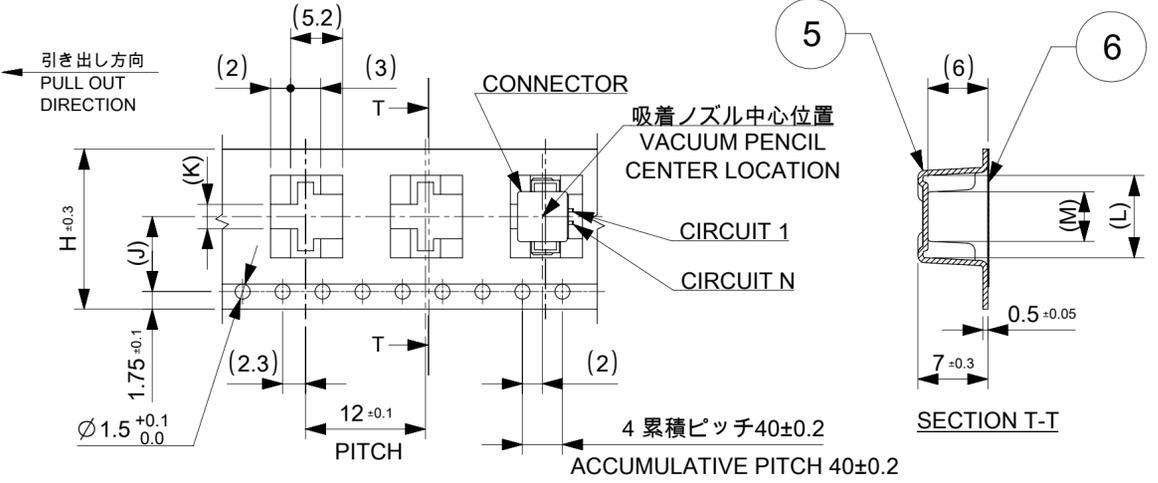 (5.2)
引き出し方向
PULL OUT
DIRECTION
(2)
(3)
T
CONNECTOR
吸着ノズル中心位置
VACUUM PENCIL
CENTER LOCATION
5
6
(6)
(K)
H ±0.3
(J)
CIRCUIT 1
CIRCUIT N
(M)
(L)
1.75 ±0.1
(2.3)
T
(2)
0.5 ±0.05
7 ±0.3
Ø1.5 +0.1
0.0
12 ±0.1
PITCH
SECTION T-T
4 累積ピッチ40±0.2
ACCUMULATIVE PITCH 40±0.2